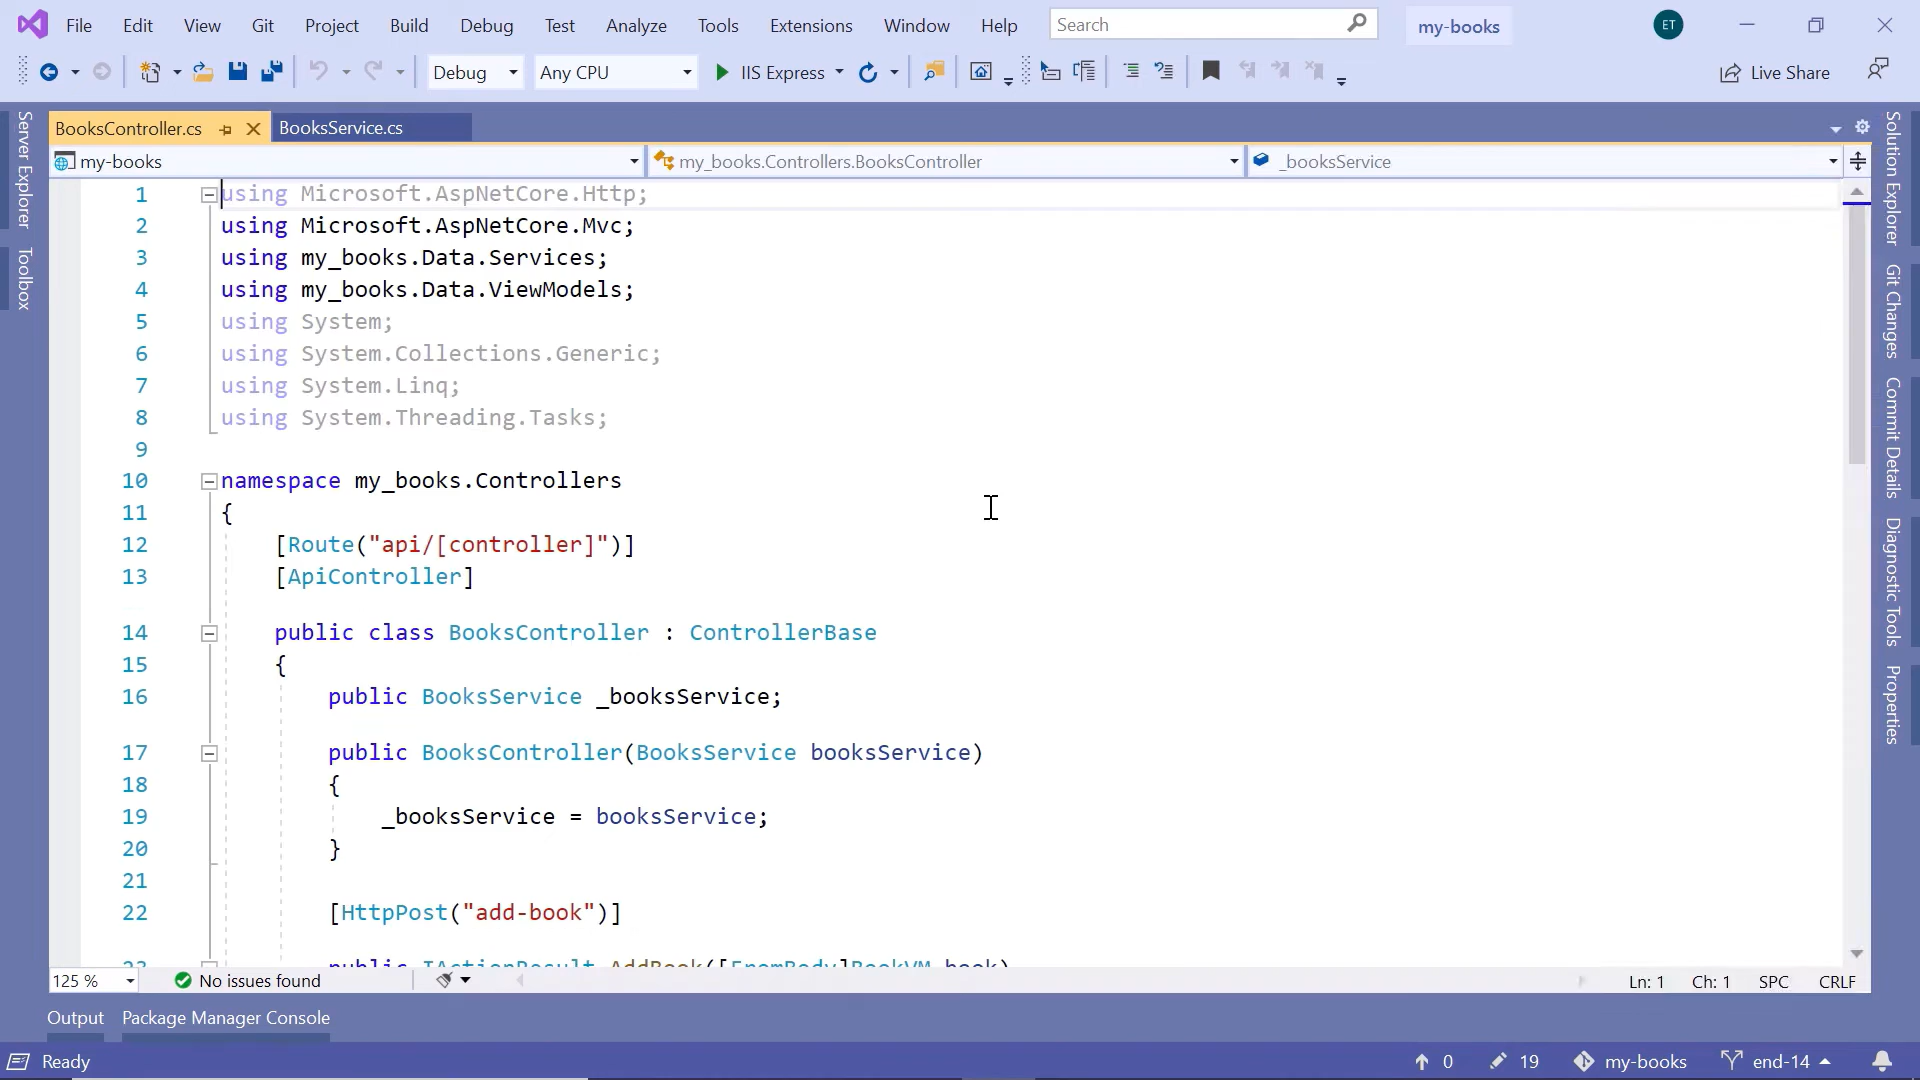 File Edit View Git Project Build Debug Test Analyze Tools Extensions Window Help Search my-books ET
Debug Any CPU IIS Express Live Share
Server Explorer
Toolbox
BooksController.cs BooksService.cs
my-books my_books.Controllers.BooksController _booksService
1 using Microsoft.AspNetCore.Http;
2 using Microsoft.AspNetCore.Mvc;
3 using my_books.Data.Services;
4 using my_books.Data.ViewModels;
5 using System;
6 using System.Collections.Generic;
7 using System.Linq;
8 using System.Threading.Tasks;
9
10 namespace my_books.Controllers
11 {
12 [Route("api/[controller]")]
13 [ApiController]
14 public class BooksController : ControllerBase
15 {
16 public BooksService _booksService;
17 public BooksController(BooksService booksService)
18 {
19 _booksService = booksService;
20 }
21
22 [HttpPost("add-book")]
23 public IActionResult AddBook([FromBody]BookVM book)
Solution Explorer
Git Changes
Commit Details
Diagnostic Tools
Properties
125 % No issues found Ln: 1 Ch: 1 SPC CRLF
Output Package Manager Console
Ready 0 19 my-books end-14